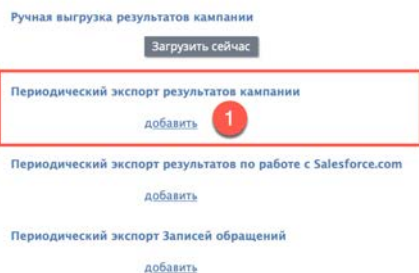 Ручная выгрузка результатов кампании
Загрузить сейчас
Периодический экспорт результатов кампании
добавить
1
Периодический экспорт результатов по работе с Salesforce.com
добавить
Периодический экспорт Записей обращений
добавить